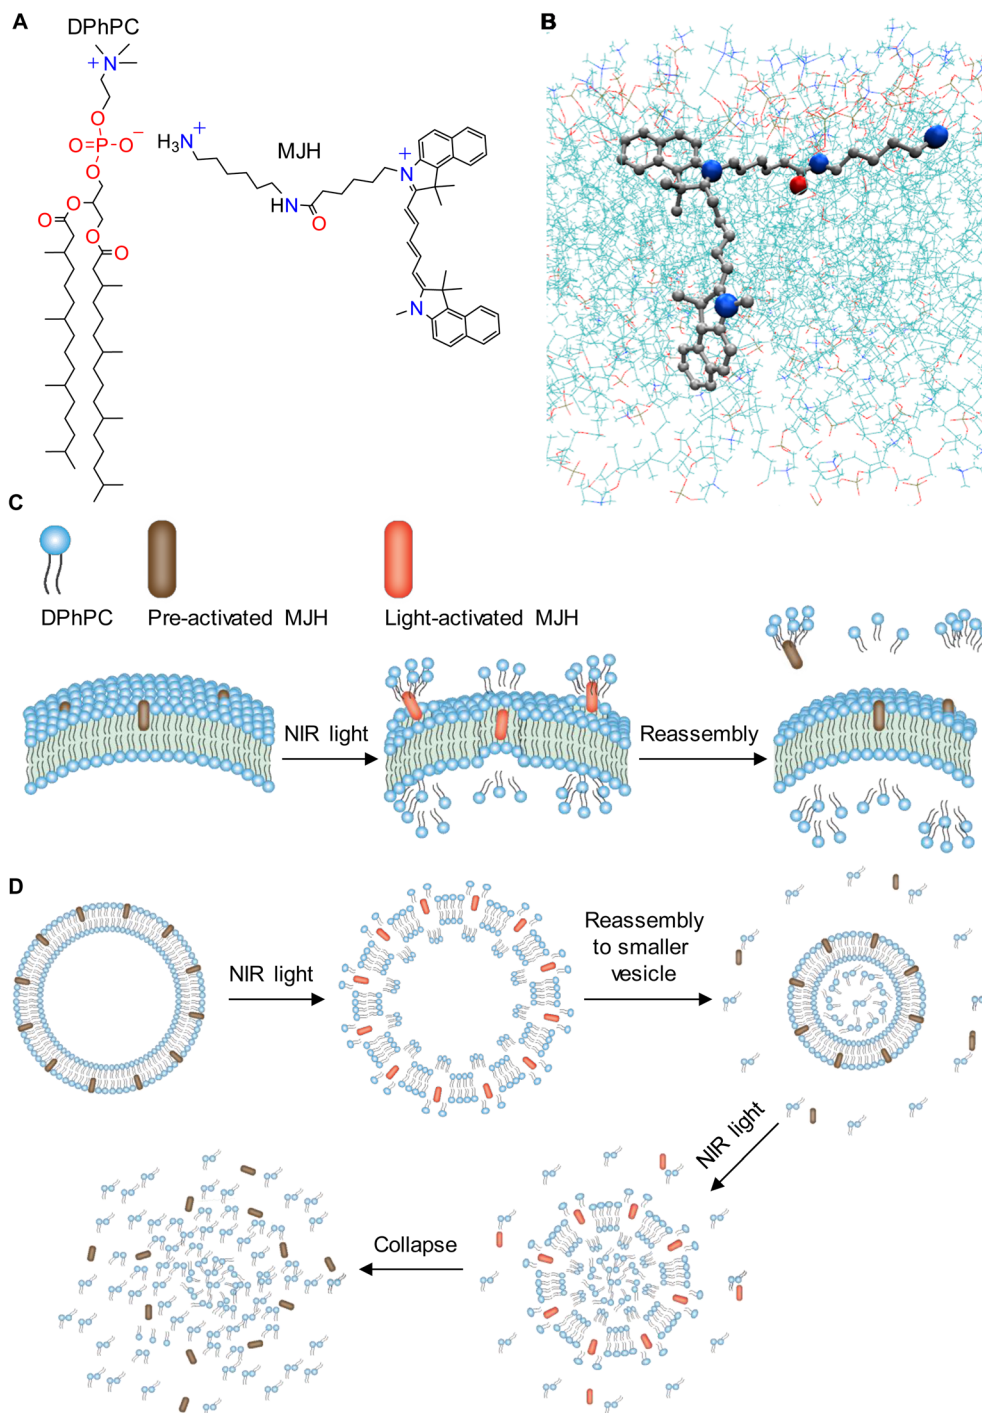 A
B
DPhPC
N
+
O
O=P-O−
O
O
O
O
O
H3N
+
MJH
HN
O
N
+
N
C
DPhPC
Pre-activated MJH
Light-activated MJH
NIR light
Reassembly
D
NIR light
Reassembly
to smaller
vesicle
NIR light
Collapse